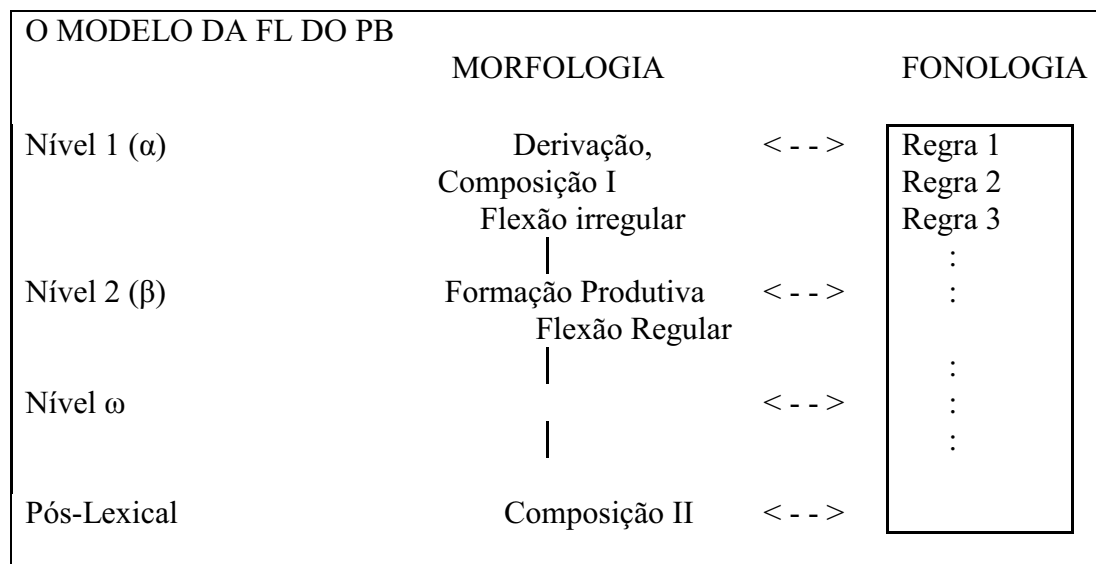 O MODELO DA FL DO PB
MORFOLOGIA FONOLOGIA
Nível 1 (α) Derivação, < - - > Regra 1
Composição I Regra 2
Flexão irregular Regra 3
:
Nível 2 (β) Formação Produtiva < - - > :
Flexão Regular
:
Nível ω < - - > :
:
Pós-Lexical Composição II < - - >